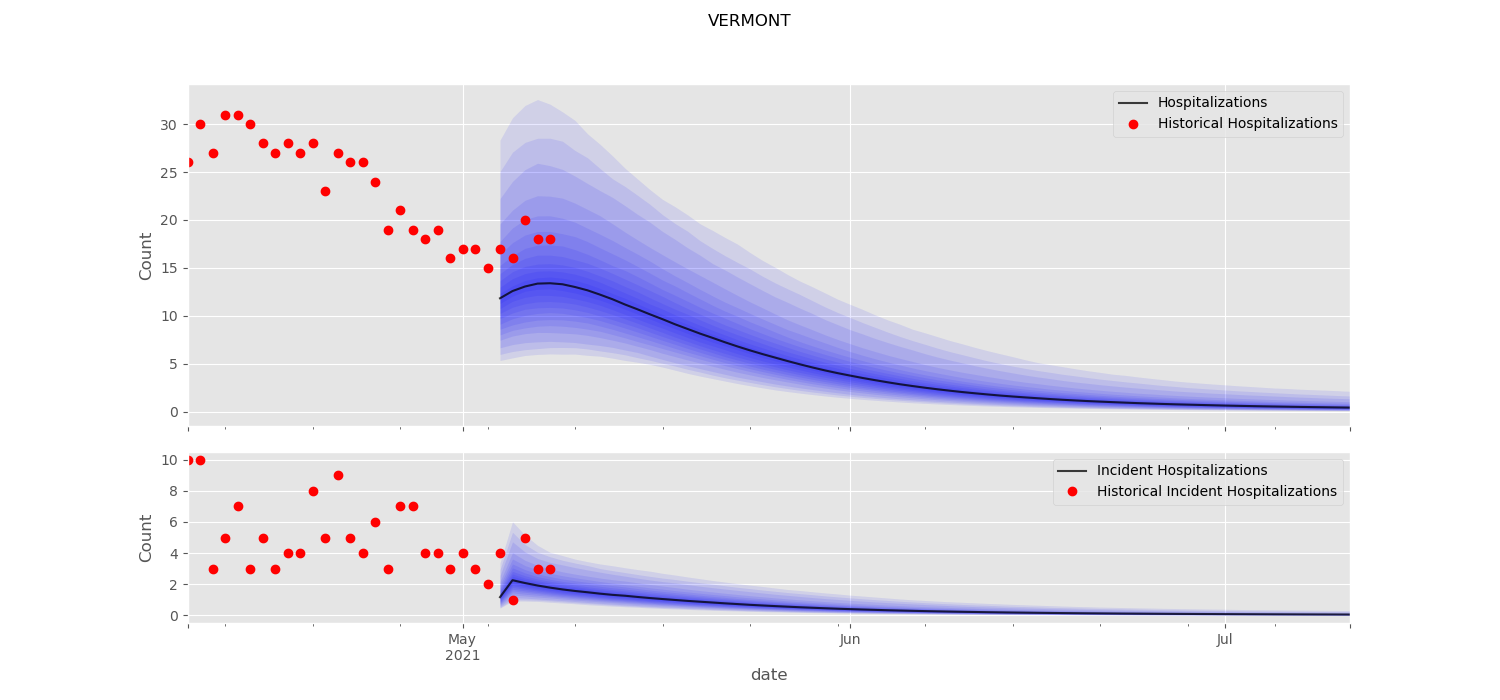 VERMONT
Hospitalizations
Historical Hospitalizations
Count
30
25
20
15
10
5
0
Incident Hospitalizations
Historical Incident Hospitalizations
Count
10
8
6
4
2
0
May
2021
Jun
Jul
date